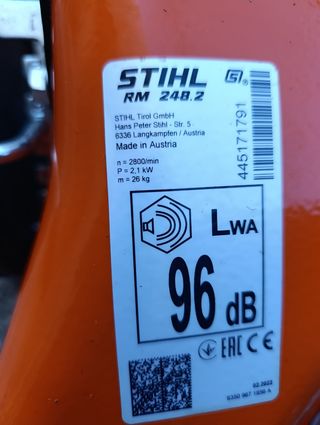 STIHL
RM 248.2
STIHL Tirol GmbH
Hans Peter Stihl - Str. 5
6336 Langkampfen / Austria
Made in Austria
n = 2800/min
P = 2,1 kW
m = 26 kg
445171791
LWA
96 dB
EAC CE
02.2022